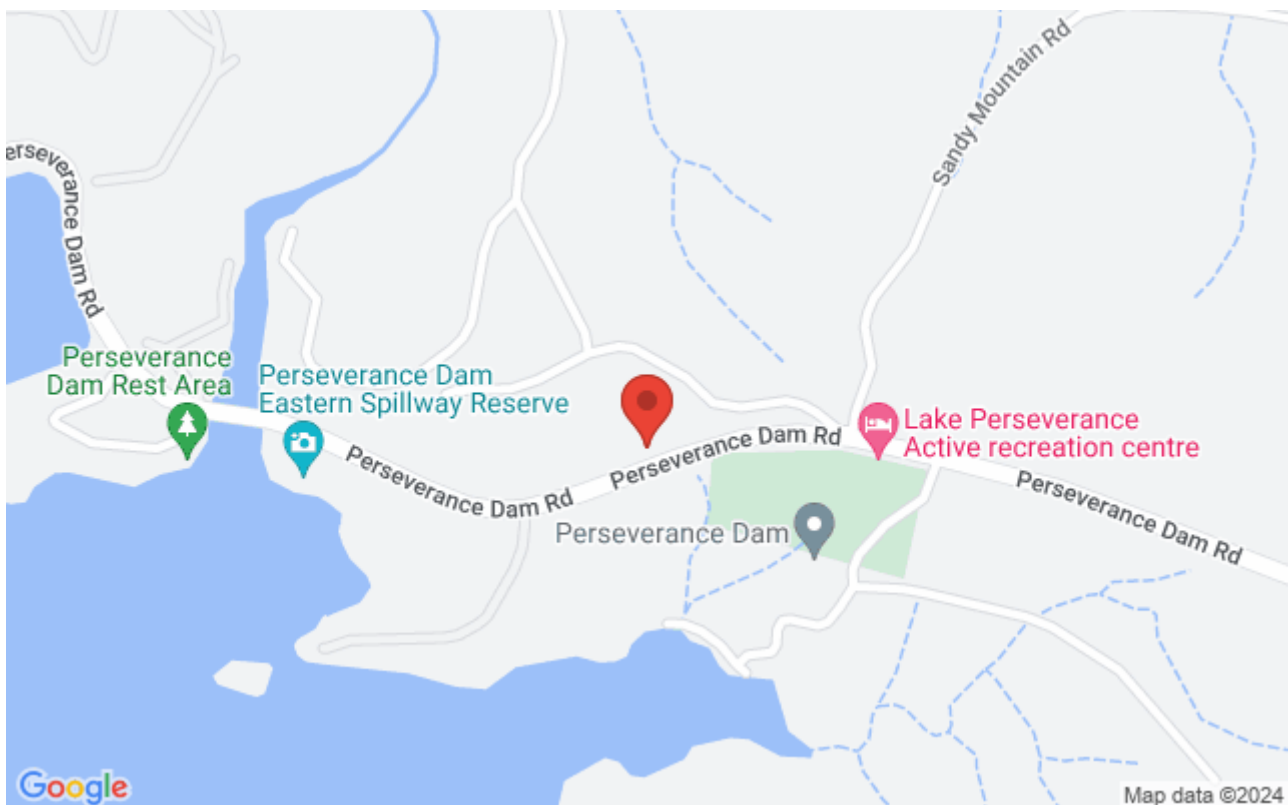 Sandy Mountain Rd
Perseverance Dam Rd
Perseverance
Dam Rest Area
Perseverance Dam
Eastern Spillway Reserve
Perseverance Dam Rd
Perseverance Dam Rd
Lake Perseverance
Active recreation centre
Perseverance Dam Rd
Perseverance Dam
Google
Map data ©2024